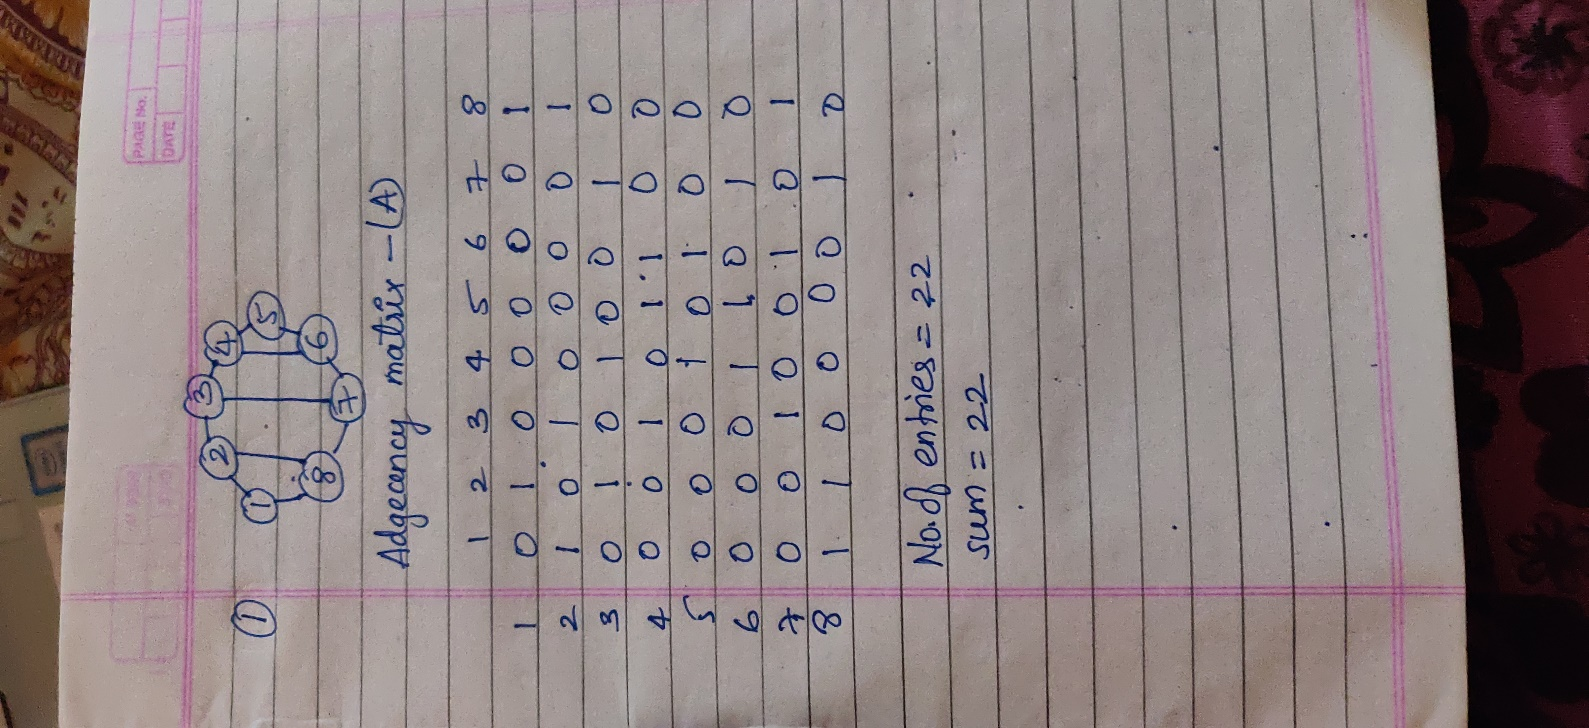 PAGE No.
DATE
①
① ② ③ ④ ⑤ ⑥ ⑦ ⑧
Adgecency matrix - (A)
1 2 3 4 5 6 7 8
1 0 1 0 0 0 0 0 1
2 1 0 1 0 0 0 0 1
3 0 1 0 1 0 0 1 0
4 0 0 1 0 1 1 0 0
5 0 0 0 1 0 1 0 0
6 0 0 0 1 1 0 1 0
7 0 0 1 0 0 1 0 1
8 1 1 0 0 0 0 1 0
No. of entries = 22
sum = 22